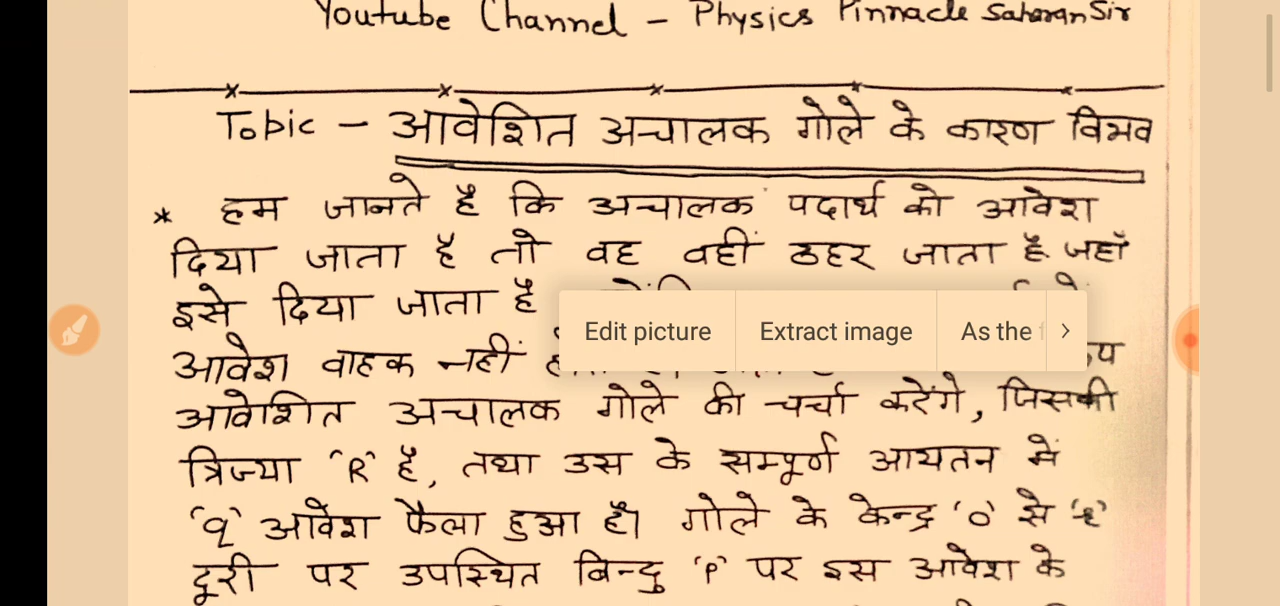 Youtube Channel - Physics Pinnacle Saharan Sir
Topic - आवेशित अचालक गोले के कारण विभव
* हम जानते है कि अचालक पदार्थ को आवेश
दिया जाता है तो वह वहीं ठहर जाता है जहाँ
इसे दिया जाता है
Edit picture Extract image As the
आवेश वाहक नहीं
आवेशित अचालक गोले की चर्चा करेंगे, जिसकी
त्रिज्या 'R' है, तथा उस के सम्पूर्ण आयतन में
'q' आवेश फैला हुआ है। गोले के केन्द्र 'O' से 'r'
दूरी पर उपस्थित बिन्दु 'P' पर इस आवेश के